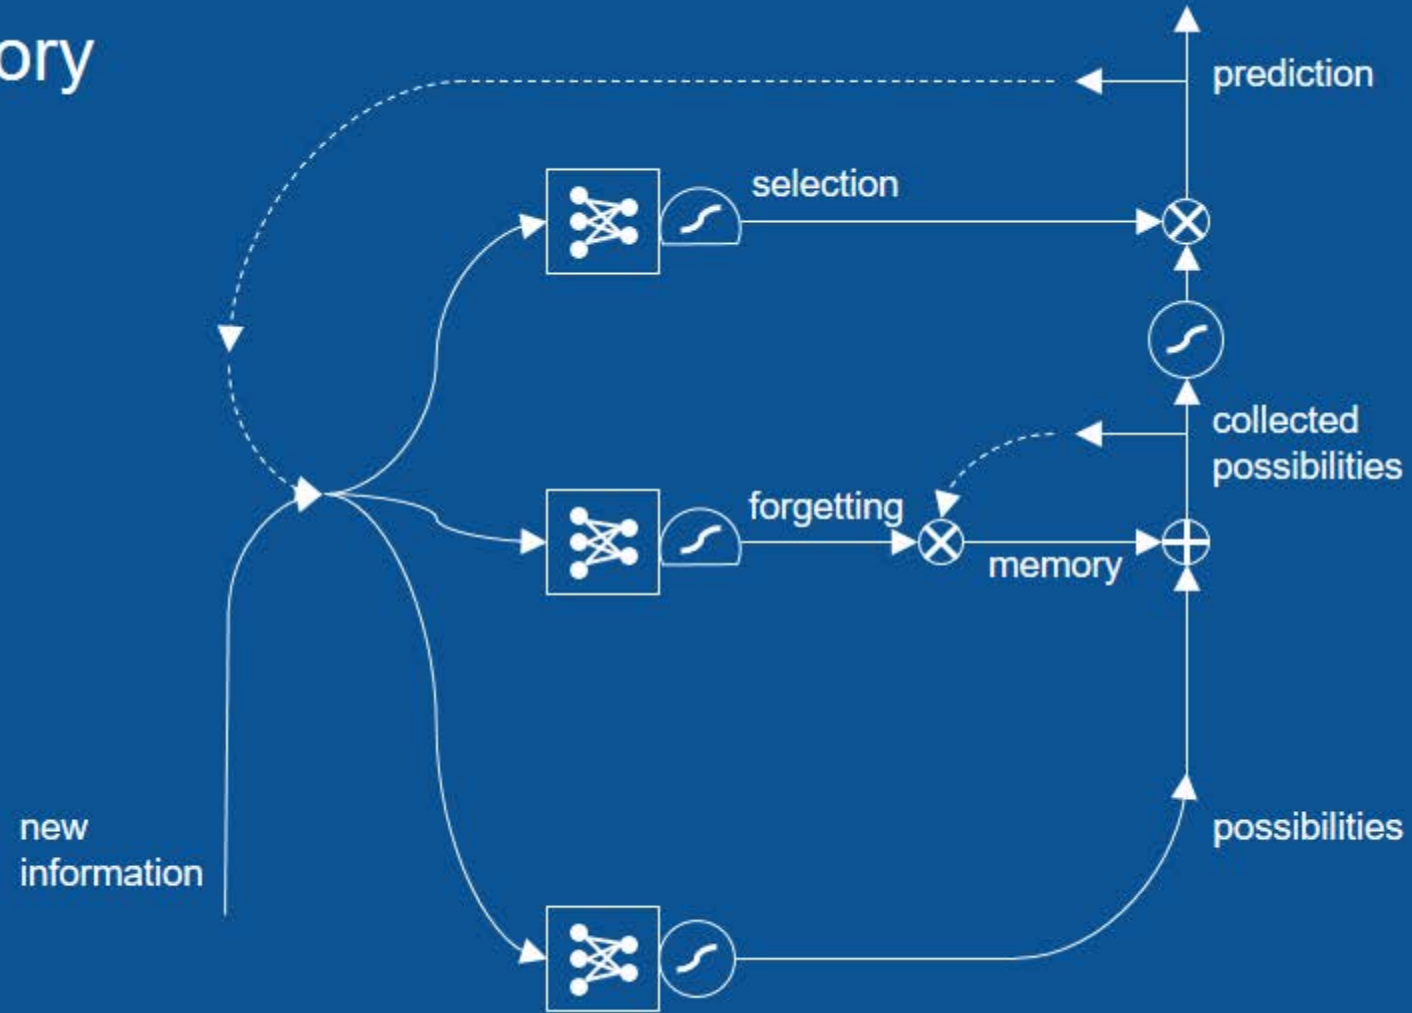 ory
prediction
selection
collected
possibilities
forgetting
memory
new
information
possibilities